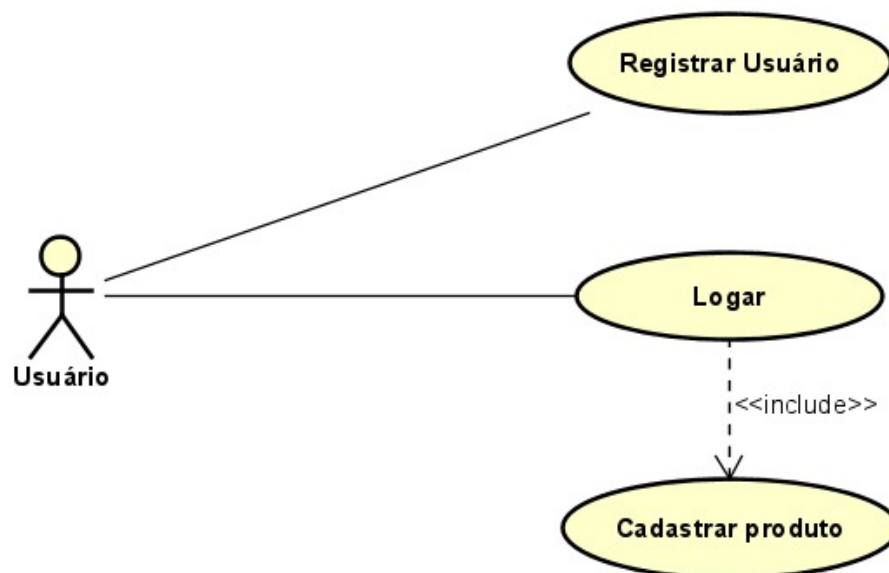 Registrar Usuário
Logar
Usuário
<<include>>
Cadastrar produto